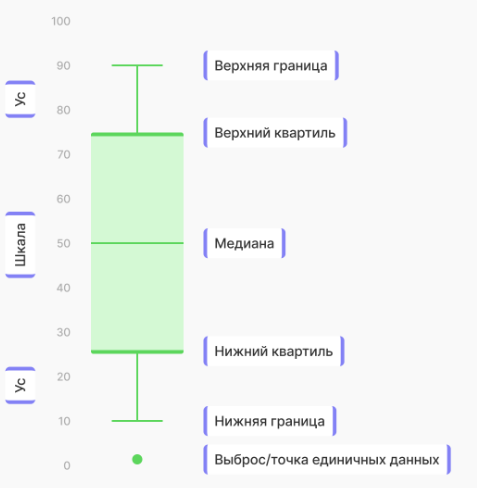 100
90
Верхняя граница
Ус
80
Верхний квартиль
70
60
Шкала
50
Медиана
40
30
Нижний квартиль
20
Ус
10
Нижняя граница
0
Выброс/точка единичных данных